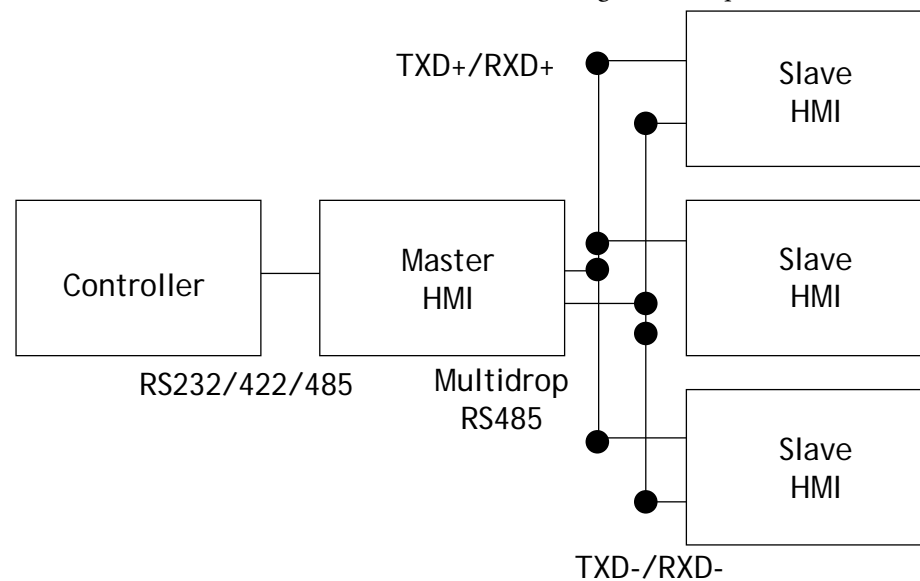 TXD+/RXD+
Slave
HMI
Controller
Master
HMI
Slave
HMI
RS232/422/485
Multidrop
RS485
Slave
HMI
TXD-/RXD-